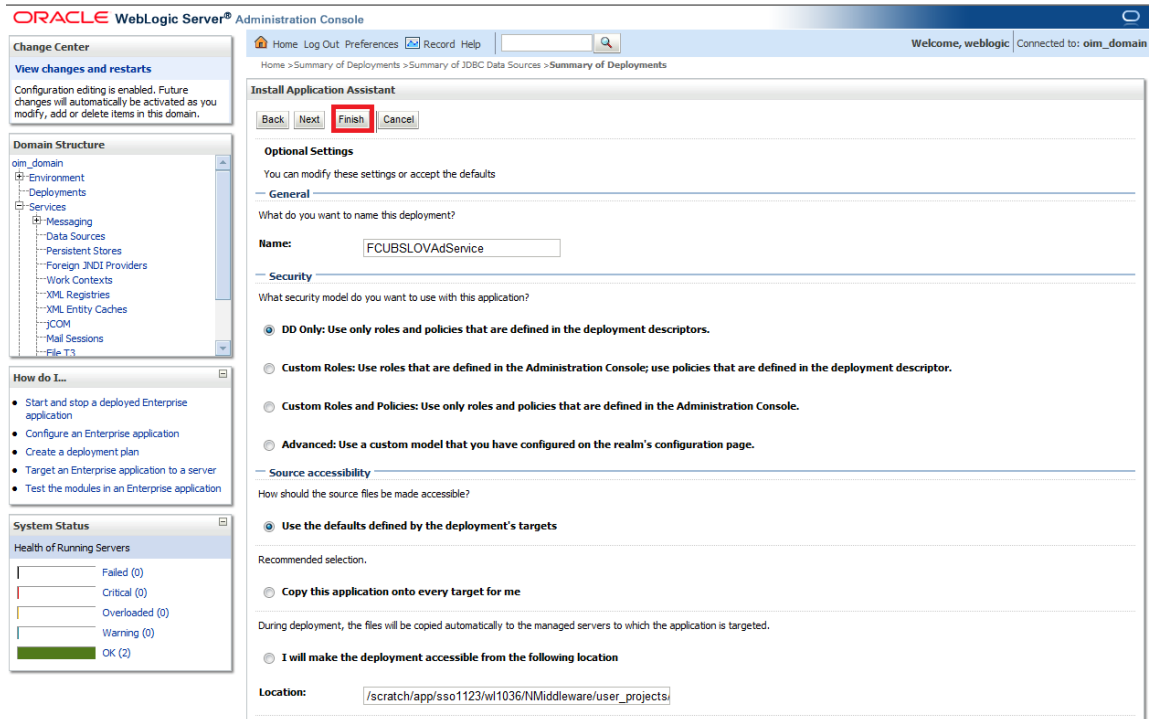 ORACLE WebLogic Server® Administration Console
Change Center
View changes and restarts
Configuration editing is enabled. Future
changes will automatically be activated as you
modify, add or delete items in this domain.
Domain Structure
oim_domain
Environment
Deployments
Services
Messaging
Data Sources
Persistent Stores
Foreign JNDI Providers
Work Contexts
XML Registries
XML Entity Caches
jCOM
Mail Sessions
File T3
How do I...
Start and stop a deployed Enterprise
application
Configure an Enterprise application
Create a deployment plan
Target an Enterprise application to a server
Test the modules in an Enterprise application
System Status
Health of Running Servers
Failed (0)
Critical (0)
Overloaded (0)
Warning (0)
OK (2)
Home Log Out Preferences Record Help
Welcome, weblogic Connected to: oim_domain
Home >Summary of Deployments >Summary of JDBC Data Sources >Summary of Deployments
Install Application Assistant
Back Next Finish Cancel
Optional Settings
You can modify these settings or accept the defaults
General
What do you want to name this deployment?
Name: FCUBSLOVAdService
Security
What security model do you want to use with this application?
DD Only: Use only roles and policies that are defined in the deployment descriptors.
Custom Roles: Use roles that are defined in the Administration Console; use policies that are defined in the deployment descriptor.
Custom Roles and Policies: Use only roles and policies that are defined in the Administration Console.
Advanced: Use a custom model that you have configured on the realm's configuration page.
Source accessibility
How should the source files be made accessible?
Use the defaults defined by the deployment's targets
Recommended selection.
Copy this application onto every target for me
During deployment, the files will be copied automatically to the managed servers to which the application is targeted.
I will make the deployment accessible from the following location
Location: /scratch/app/sso1123/wl1036/NMiddleware/user_projects/